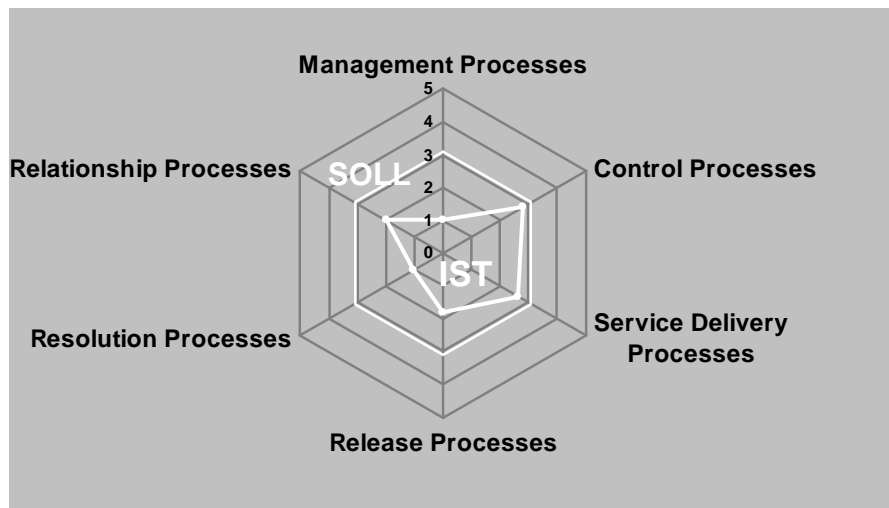 Management Processes
5
4
3
2
1
0
Relationship Processes
SOLL
Control Processes
IST
Resolution Processes
Service Delivery
Processes
Release Processes